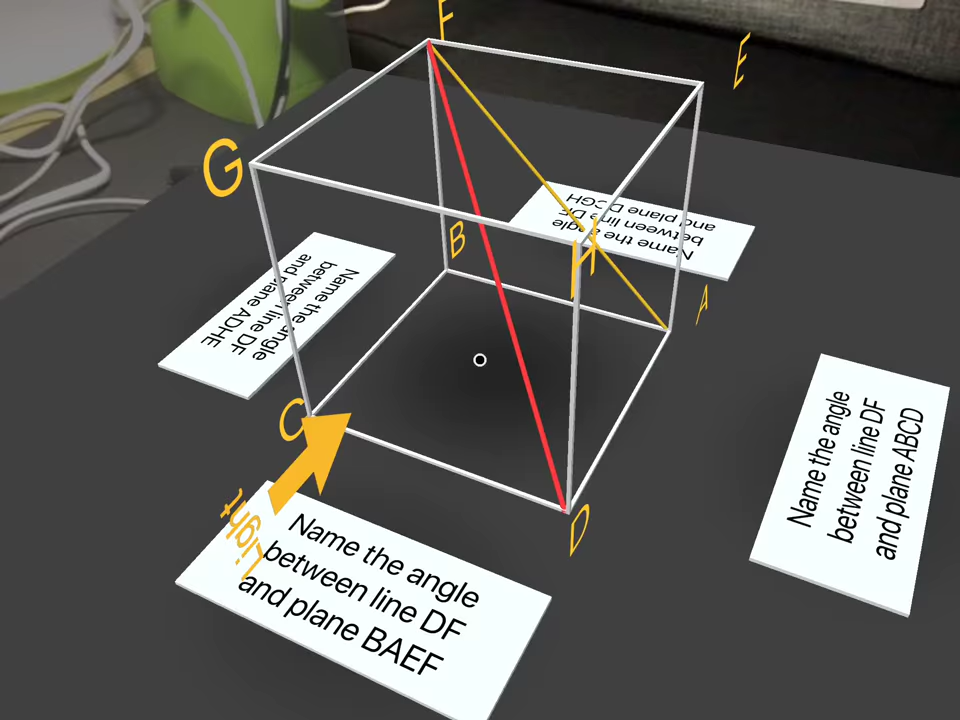 F
E
G
H
B
A
C
D
Light
Name the angle
between line DF
and plane DCGH
Name the angle
between line DF
and plane ADHE
Name the angle
between line DF
and plane ABCD
Name the angle
between line DF
and plane BAEF